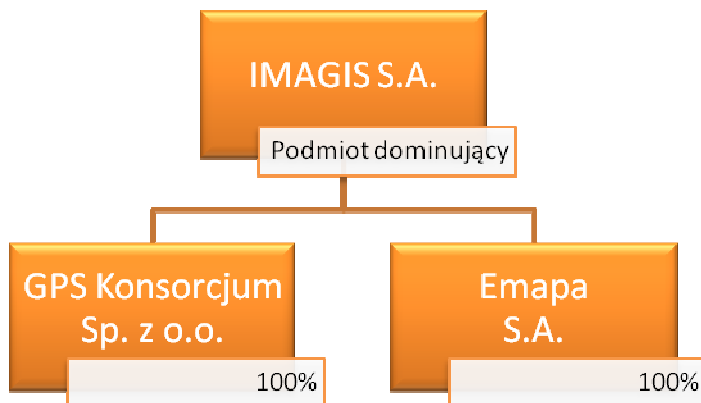 IMAGIS S.A.
Podmiot dominujący
GPS Konsorcjum
Sp. z o.o.
100%
Emapa
S.A.
100%